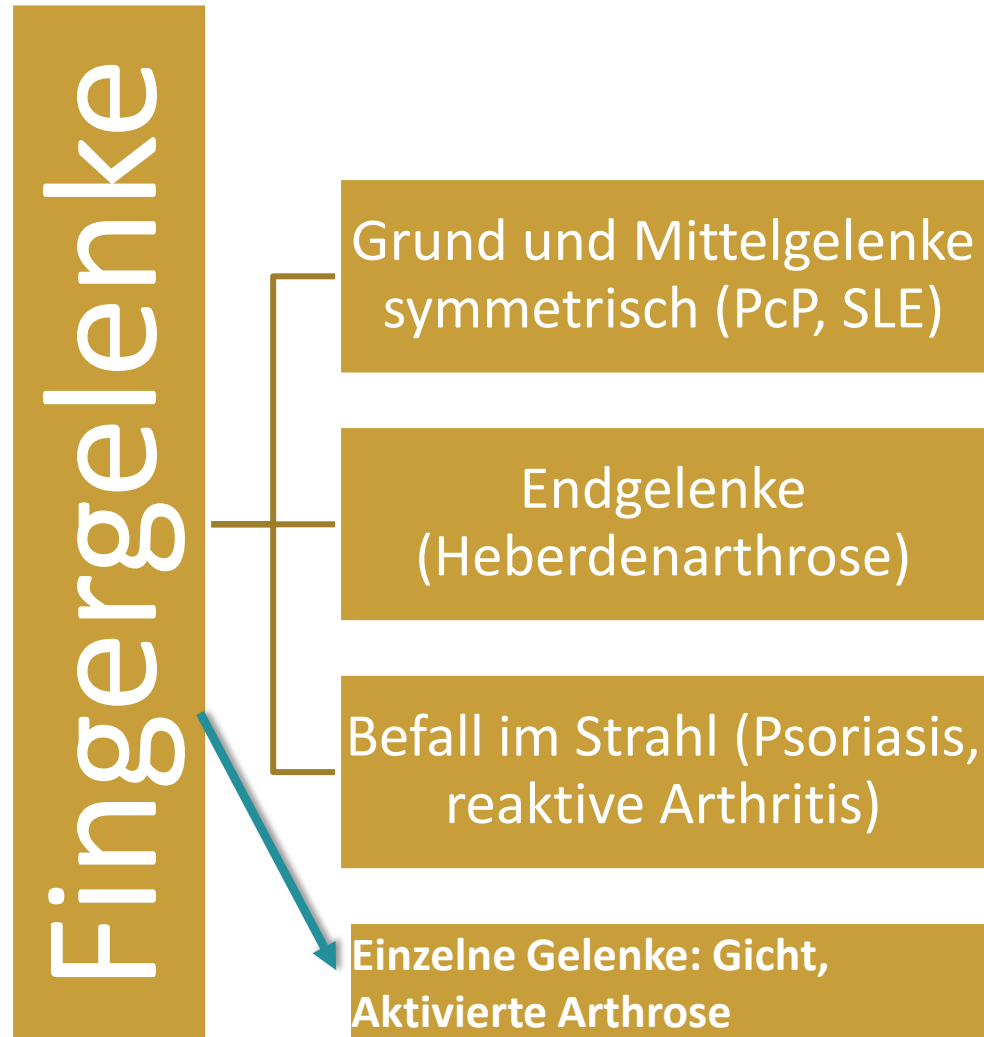 Fingergelenke
Grund und Mittelgelenke
symmetrisch (PcP, SLE)
Endgelenke
(Heberdenarthrose)
Befall im Strahl (Psoriasis,
reaktive Arthritis)
Einzelne Gelenke: Gicht,
Aktivierte Arthrose